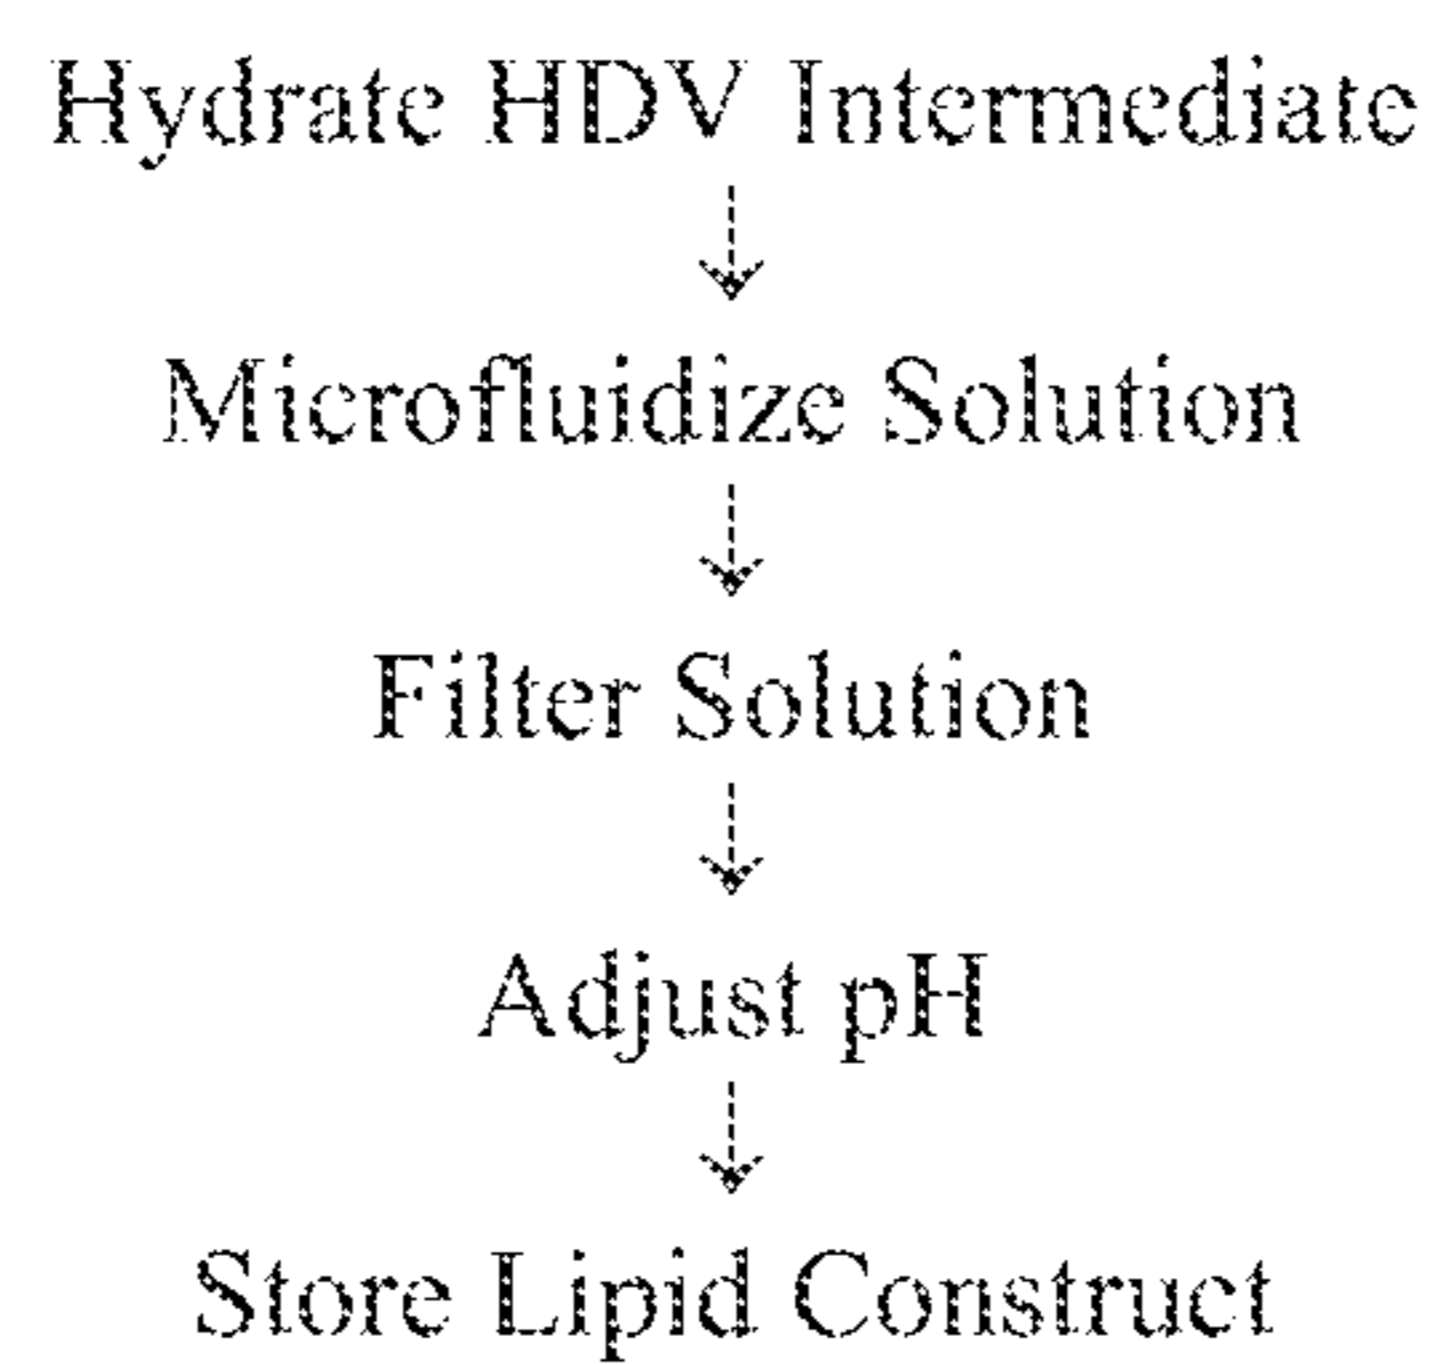 Hydrate HDV Intermediate
Microfluidize Solution
Filter Solution
Adjust pH
Store Lipid Construct